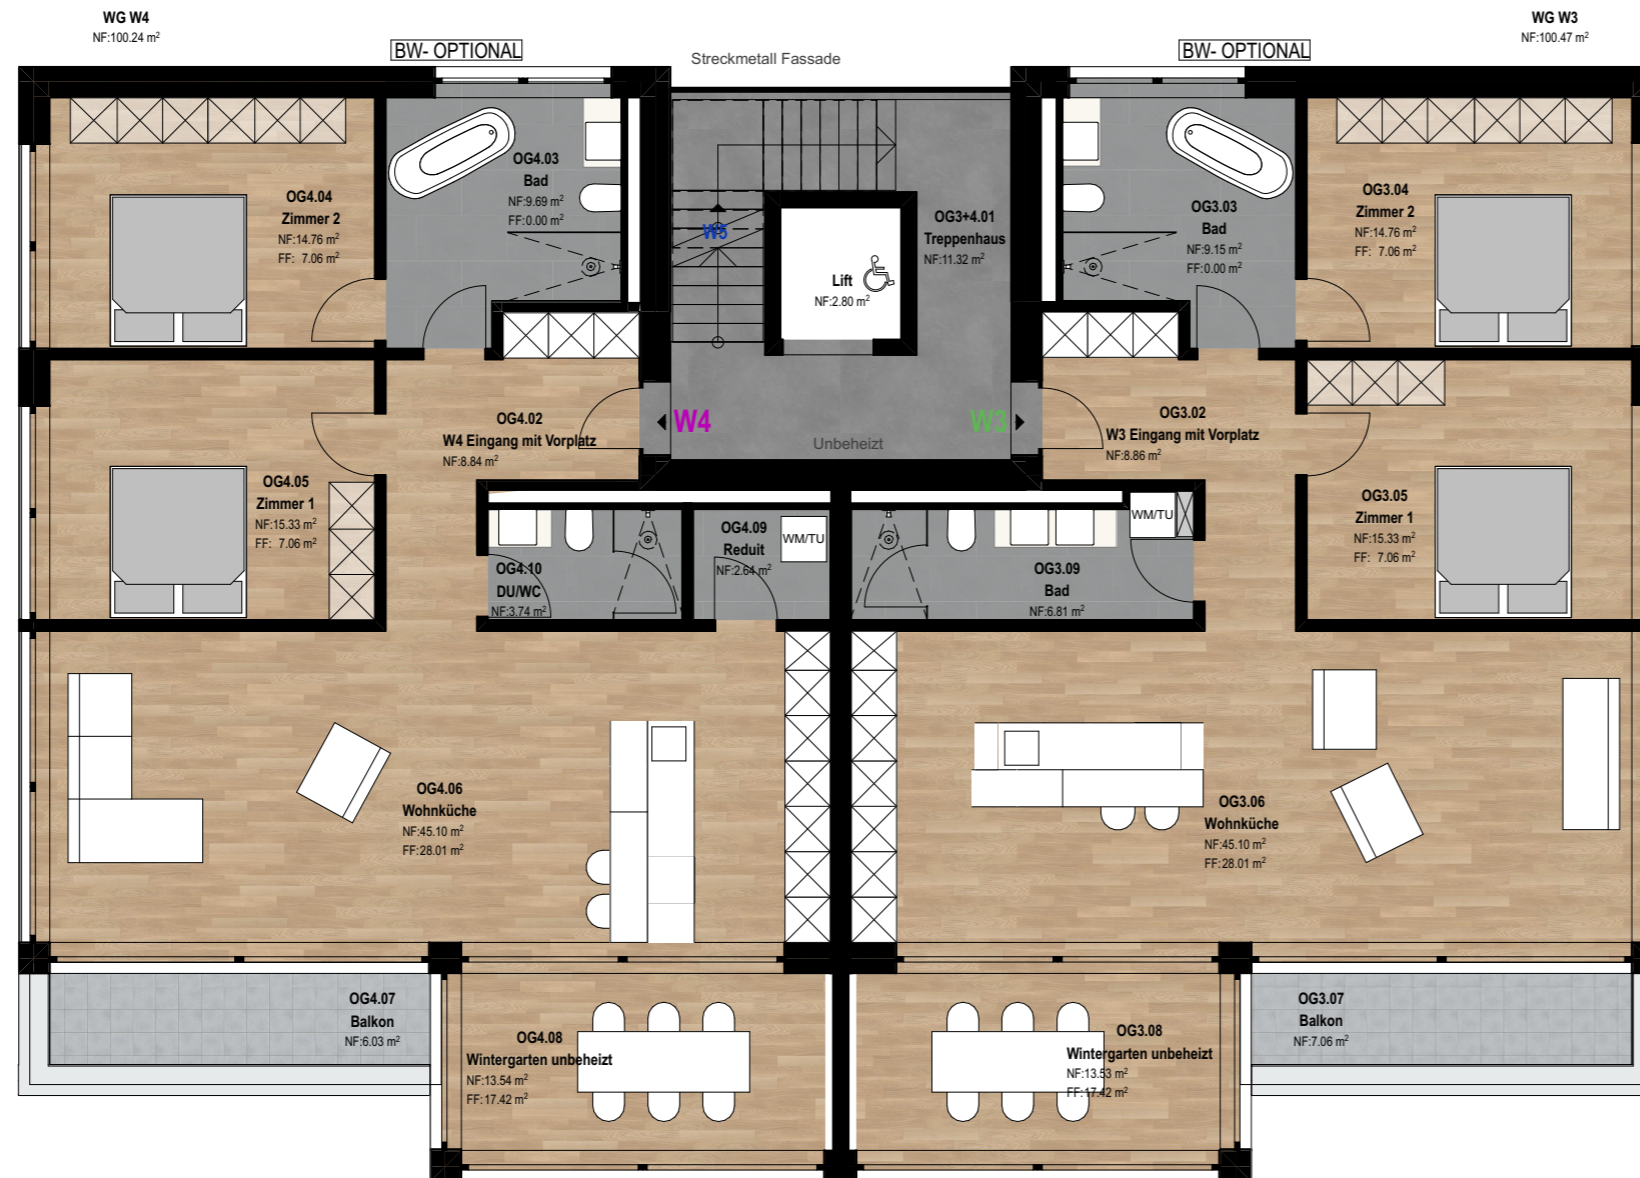 WG W4
NF:100.24 m²
WG W3
NF:100.47 m²
BW- OPTIONAL
Streckmetall Fassade
BW- OPTIONAL
OG4.04
Zimmer 2
NF:14.76 m²
FF: 7.06 m²
OG4.03
Bad
NF:9.69 m²
FF:0.00 m²
W5
Lift
NF:2.80 m²
OG3+4.01
Treppenhaus
NF:11.32 m²
OG3.03
Bad
NF:9.15 m²
FF:0.00 m²
OG3.04
Zimmer 2
NF:14.76 m²
FF: 7.06 m²
OG4.02
W4 Eingang mit Vorplatz
NF:8.84 m²
W4
Unbeheizt
W3
OG3.02
W3 Eingang mit Vorplatz
NF:8.86 m²
OG4.05
Zimmer 1
NF:15.33 m²
FF: 7.06 m²
OG4.10
DU/WC
NF:3.74 m²
OG4.09
Reduit
NF:2.64 m²
WM/TU
OG3.09
Bad
NF:6.81 m²
WM/TU
OG3.05
Zimmer 1
NF:15.33 m²
FF: 7.06 m²
OG4.06
Wohnküche
NF:45.10 m²
FF:28.01 m²
OG3.06
Wohnküche
NF:45.10 m²
FF:28.01 m²
OG4.07
Balkon
NF:6.03 m²
OG4.08
Wintergarten unbeheizt
NF:13.54 m²
FF:17.42 m²
OG3.08
Wintergarten unbeheizt
NF:13.53 m²
FF:17.42 m²
OG3.07
Balkon
NF:7.06 m²